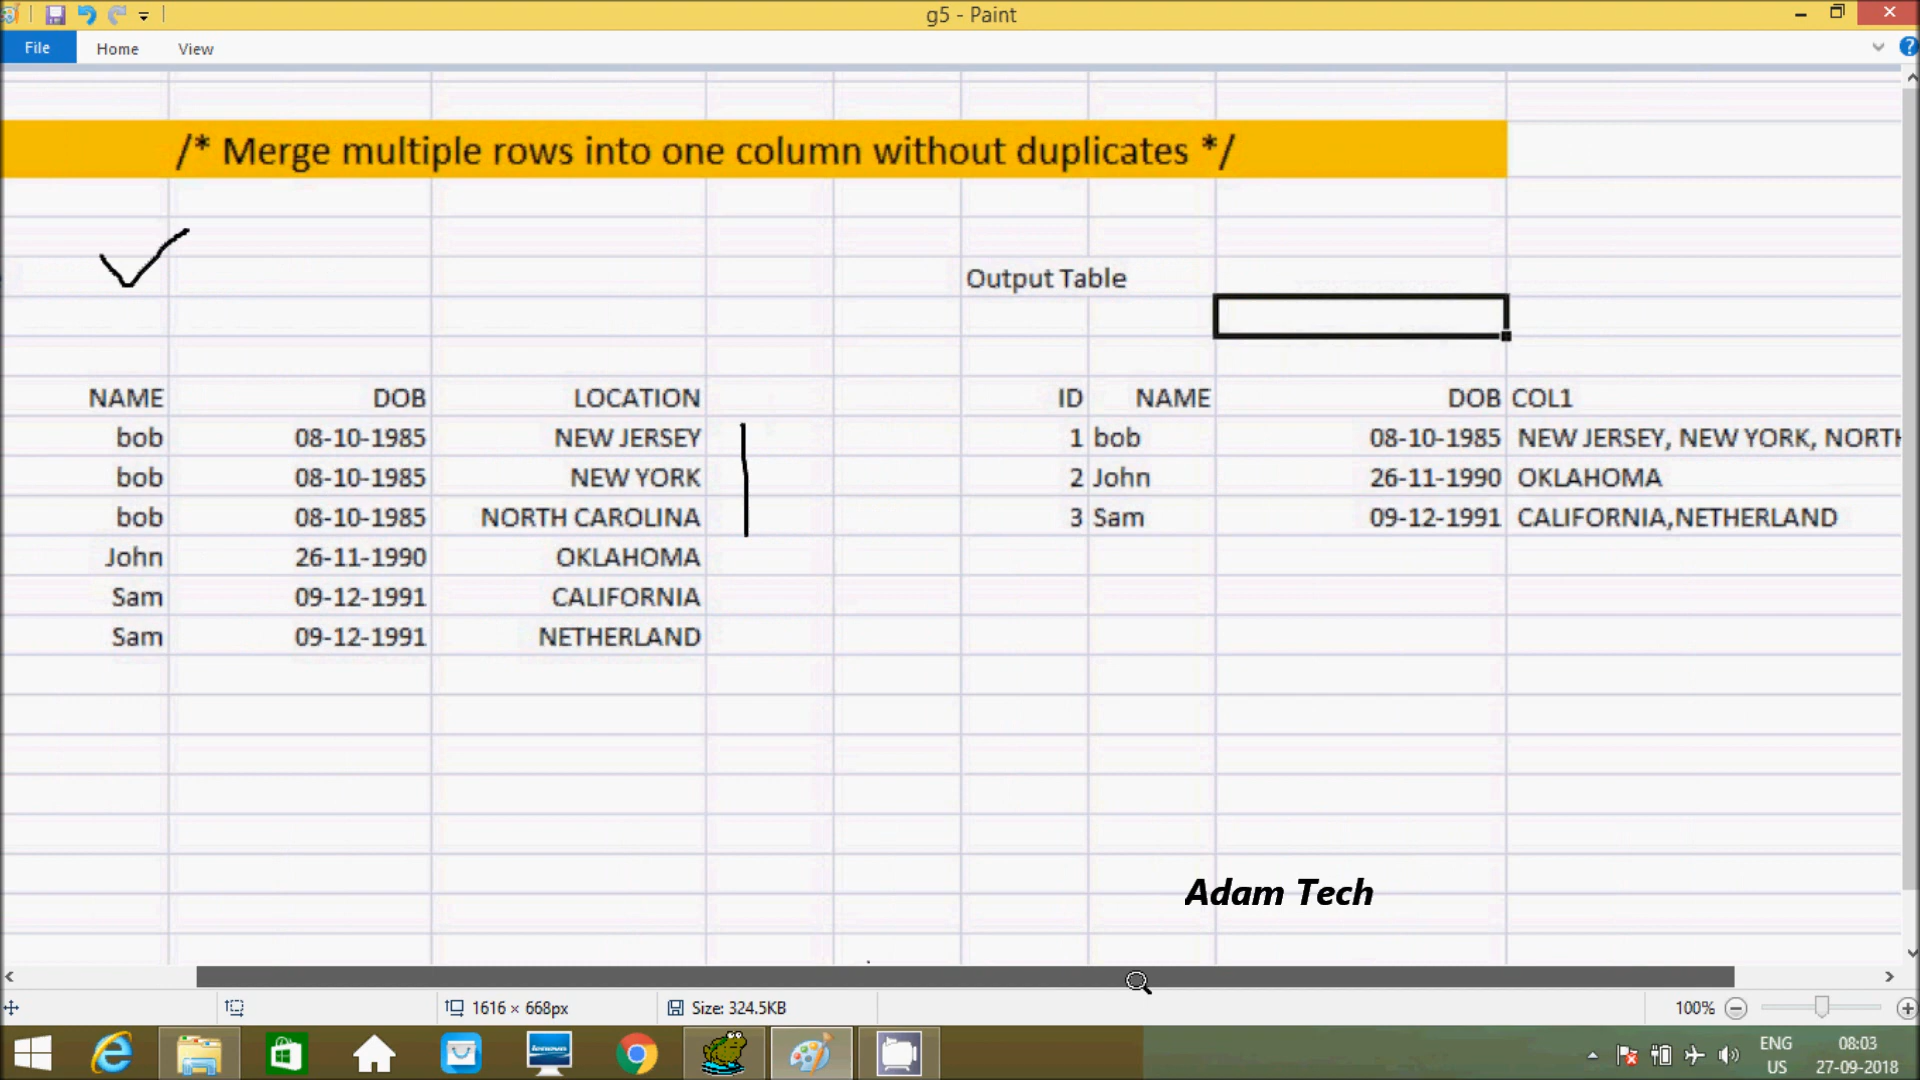 g5 - Paint
File Home View
/* Merge multiple rows into one column without duplicates */
Output Table
NAME DOB LOCATION ID NAME DOB COL1
bob 08-10-1985 NEW JERSEY 1 bob 08-10-1985 NEW JERSEY, NEW YORK, NORTH
bob 08-10-1985 NEW YORK 2 John 26-11-1990 OKLAHOMA
bob 08-10-1985 NORTH CAROLINA 3 Sam 09-12-1991 CALIFORNIA,NETHERLAND
John 26-11-1990 OKLAHOMA
Sam 09-12-1991 CALIFORNIA
Sam 09-12-1991 NETHERLAND
Adam Tech
1616 × 668px Size: 324.5KB 100%
ENG 08:03
US 27-09-2018